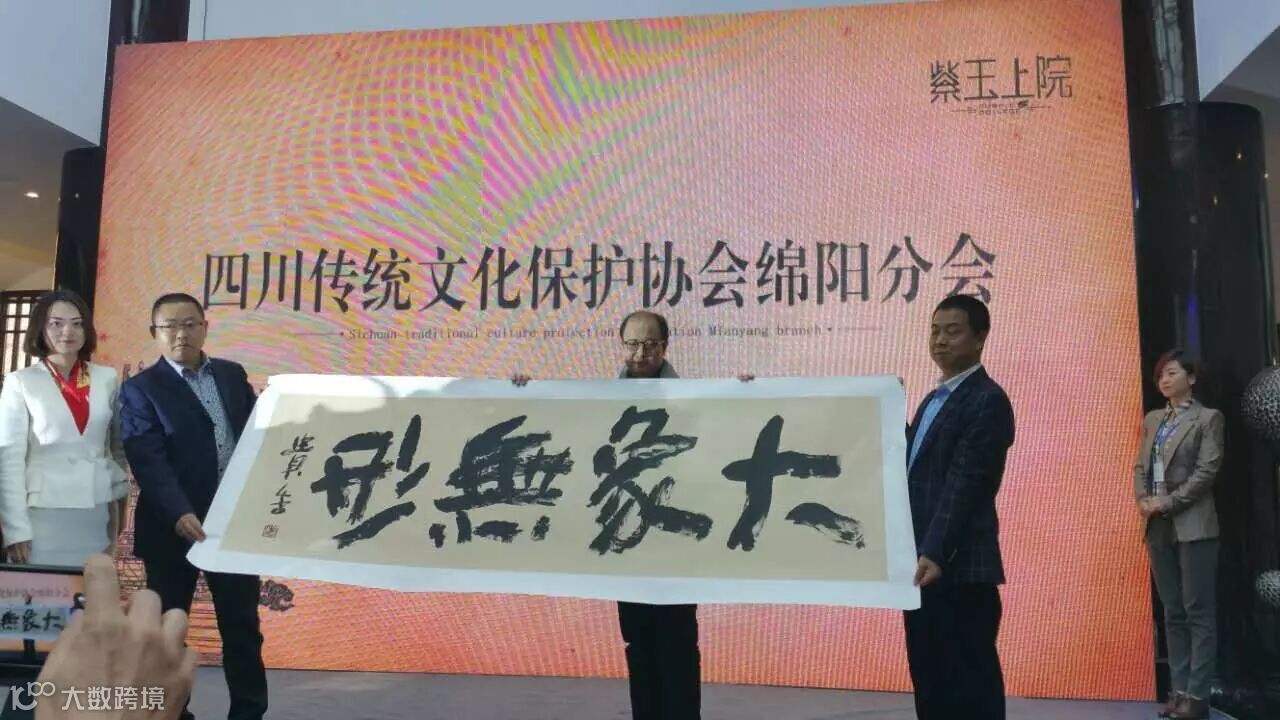 紫玉上院
四川传统文化保护协会绵阳分会
Sichuan traditional culture protection Mianyang branch
大象無形
大数跨境